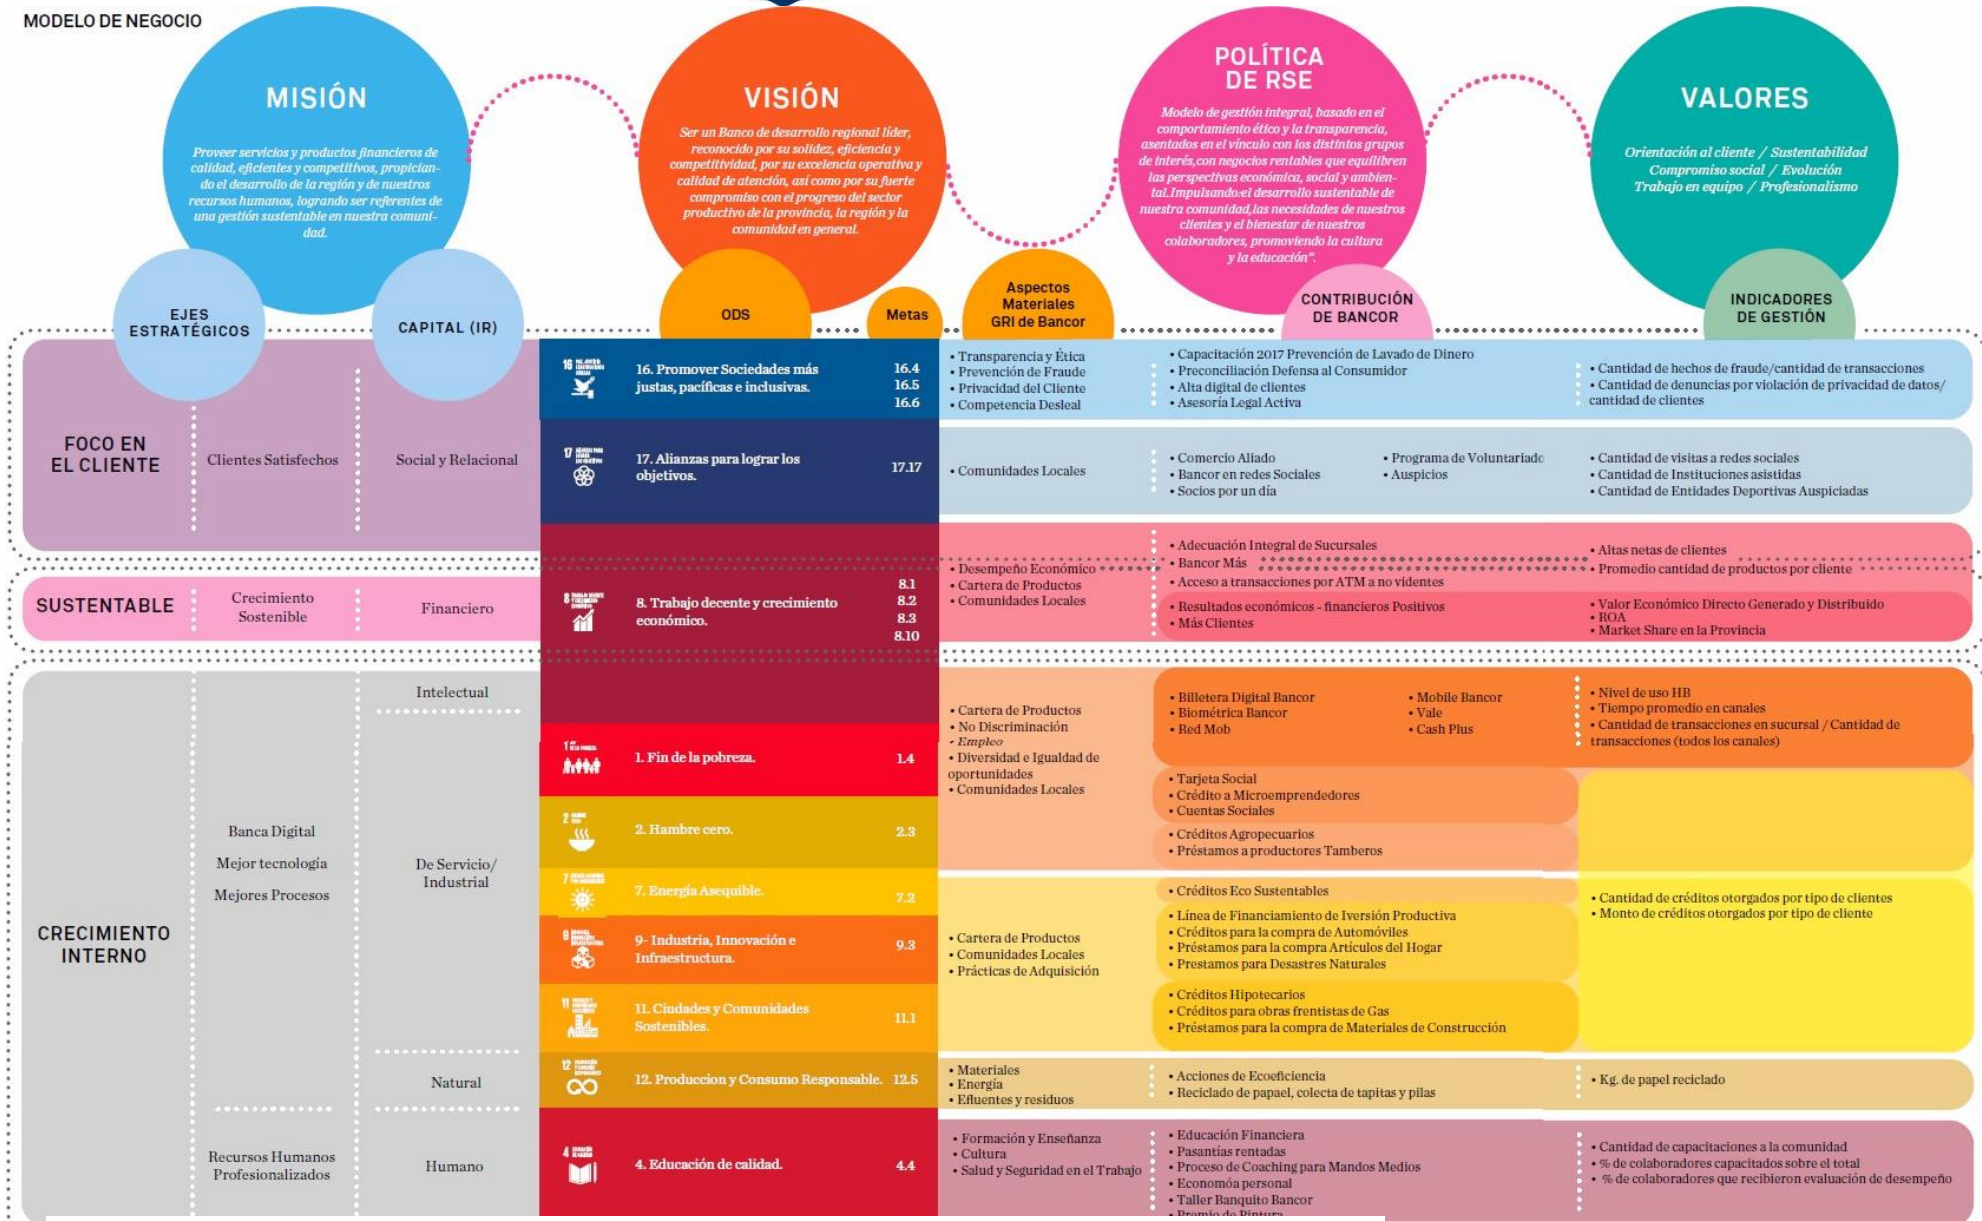 MODELO DE NEGOCIO
MISIÓN
Proveer servicios y productos financieros de
calidad, eficientes y competitivos, propician-
do el desarrollo de la región y de nuestros
recursos humanos, logrando ser referentes de
una gestión sustentable en nuestra comuni-
dad.
VISIÓN
Ser un Banco de desarrollo regional líder,
reconocido por su solidez, eficiencia y
competitividad, por su excelencia operativa y
calidad de atención, así como por su fuerte
compromiso con el progreso del sector
productivo de la provincia, la región y la
comunidad en general.
POLÍTICA
DE RSE
Modelo de gestión integral, basado en el
comportamiento ético y la transparencia,
asentados en el vínculo con los distintos grupos
de interés,con negocios rentables que equilibren
las perspectivas económica, social y ambien-
tal.Impulsando:el desarrollo sustentable de
nuestra comunidad,las necesidades de nuestros
clientes y el bienestar de nuestros
colaboradores, promoviendo la cultura
y la educación".
VALORES
Orientación al cliente / Sustentabilidad
Compromiso social / Evolución
Trabajo en equipo / Profesionalismo
EJES
ESTRATÉGICOS
CAPITAL (IR)
ODS
Metas
Aspectos
Materiales
GRI de Bancor
CONTRIBUCIÓN
DE BANCOR
INDICADORES
DE GESTIÓN
FOCO EN
EL CLIENTE
Clientes Satisfechos
Social y Relacional
16
16. Promover Sociedades más
justas, pacíficas e inclusivas.
16.4
16.5
16.6
• Transparencia y Ética
• Prevención de Fraude
• Privacidad del Cliente
• Competencia Desleal
• Capacitación 2017 Prevención de Lavado de Dinero
• Preconciliación Defensa al Consumidor
• Alta digital de clientes
• Asesoría Legal Activa
• Cantidad de hechos de fraude/cantidad de transacciones
• Cantidad de denuncias por violación de privacidad de datos/
cantidad de clientes
17
17. Alianzas para lograr los
objetivos.
17.17
• Comunidades Locales
• Comercio Aliado
• Bancor en redes Sociales
• Socios por un día
• Programa de Voluntariado
• Auspicios
• Cantidad de visitas a redes sociales
• Cantidad de Instituciones asistidas
• Cantidad de Entidades Deportivas Auspiciadas
SUSTENTABLE
Crecimiento
Sostenible
Financiero
8
8. Trabajo decente y crecimiento
económico.
8.1
8.2
8.3
8.10
• Desempeño Económico
• Cartera de Productos
• Comunidades Locales
• Adecuación Integral de Sucursales
• Bancor Más
• Acceso a transacciones por ATM a no videntes
• Altas netas de clientes
• Promedio cantidad de productos por cliente
• Resultados económicos - financieros Positivos
• Más Clientes
• Valor Económico Directo Generado y Distribuido
• ROA
• Market Share en la Provincia
CRECIMIENTO
INTERNO
Banca Digital
Mejor tecnología
Mejores Procesos
Recursos Humanos
Profesionalizados
Intelectual
De Servicio/
Industrial
Natural
Humano
• Cartera de Productos
• No Discriminación
• Empleo
• Diversidad e Igualdad de
oportunidades
• Comunidades Locales
• Billetera Digital Bancor
• Biométrica Bancor
• Red Mob
• Mobile Bancor
• Vale
• Cash Plus
• Nivel de uso HB
• Tiempo promedio en canales
• Cantidad de transacciones en sucursal / Cantidad de
transacciones (todos los canales)
1
1. Fin de la pobreza.
1.4
• Tarjeta Social
• Crédito a Microemprendedores
• Cuentas Sociales
2
2. Hambre cero.
2.3
• Créditos Agropecuarios
• Préstamos a productores Tamberos
7
7. Energía Asequible.
7.2
• Créditos Eco Sustentables
• Cantidad de créditos otorgados por tipo de clientes
• Monto de créditos otorgados por tipo de cliente
9
9- Industria, Innovación e
Infraestructura.
9.3
• Cartera de Productos
• Comunidades Locales
• Prácticas de Adquisición
• Línea de Financiamiento de Iversión Productiva
• Créditos para la compra de Automóviles
• Préstamos para la compra Artículos del Hogar
• Prestamos para Desastres Naturales
11
11. Ciudades y Comunidades
Sostenibles.
11.1
• Créditos Hipotecarios
• Créditos para obras frentistas de Gas
• Préstamos para la compra de Materiales de Construcción
12
12. Produccion y Consumo Responsable.
12.5
• Materiales
• Energía
• Efluentes y residuos
• Acciones de Ecoeficiencia
• Reciclado de papael, colecta de tapitas y pilas
• Kg. de papel reciclado
4
4. Educación de calidad.
4.4
• Formación y Enseñanza
• Cultura
• Salud y Seguridad en el Trabajo
• Educación Financiera
• Pasantías rentadas
• Proceso de Coaching para Mandos Medios
• Economóa personal
• Taller Banquito Bancor
• Premio de Pintura
• Cantidad de capacitaciones a la comunidad
• % de colaboradores capacitados sobre el total
• % de colaboradores que recibieron evaluación de desempeño